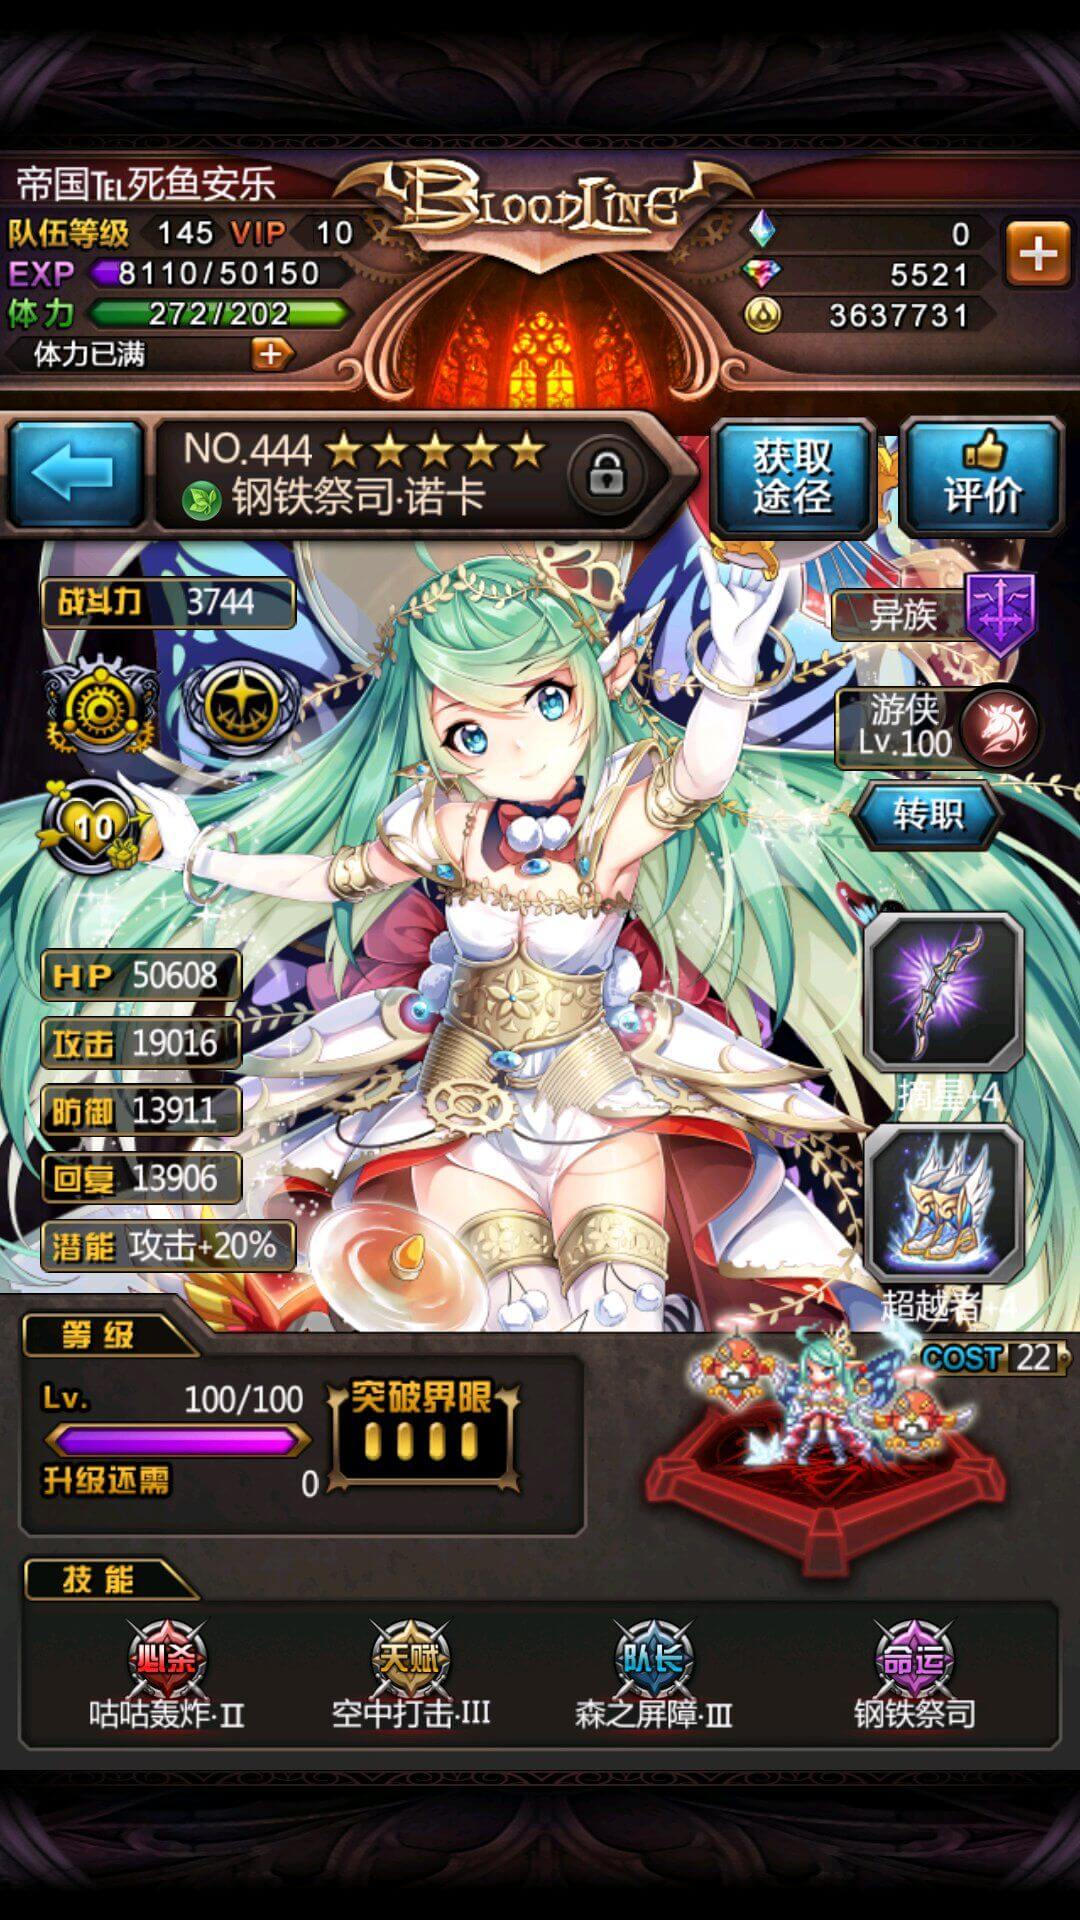 帝国TEL死鱼安乐
BLOODLINE
队伍等级 145 VIP 10
0
EXP 8110/50150
5521
体力 272/202
3637731
体力已满
NO.444
钢铁祭司·诺卡
获取
途径
评价
战斗力 3744
异族
游侠
Lv.100
转职
10
HP 50608
攻击 19016
防御 13911
回复 13906
潜能 攻击+20%
摘星+4
超越者+4
等级
COST 22
Lv. 100/100
突破界限
升级还需 0
技能
必杀
天赋
队长
命运
咕咕轰炸·II
空中打击·III
森之屏障·III
钢铁祭司